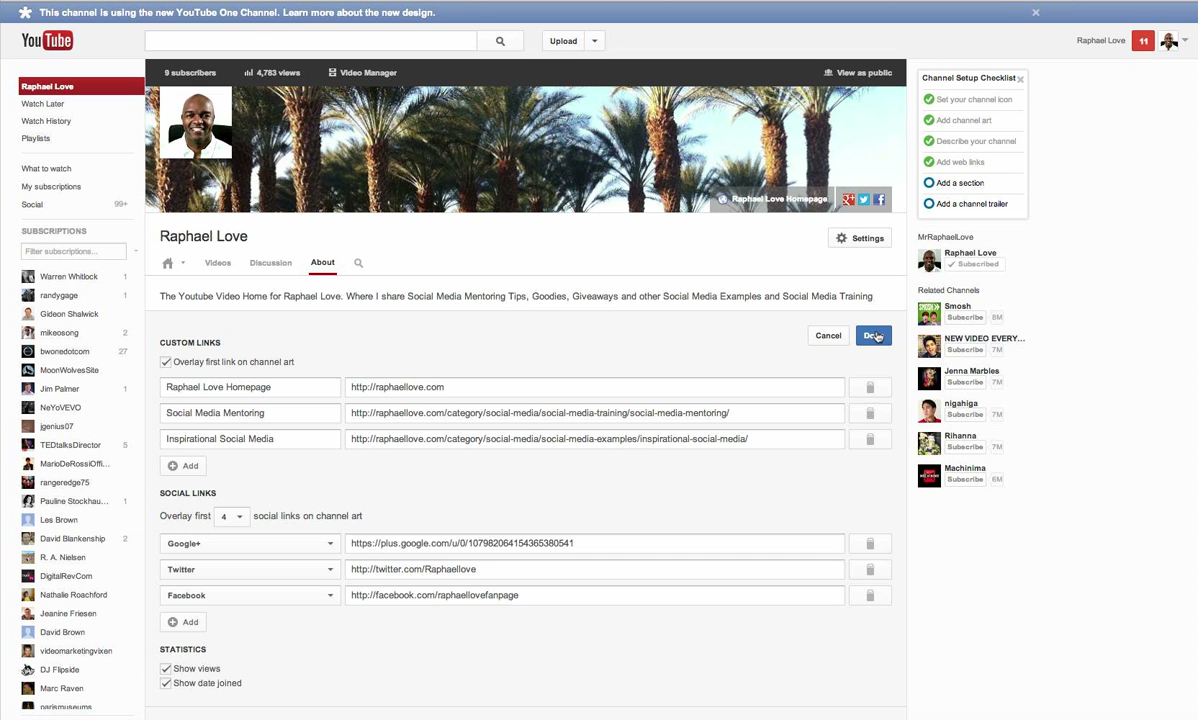 This channel is using the new YouTube One Channel. Learn more about the new design.
YouTube
Upload
Raphael Love
11
Raphael Love
Watch Later
Watch History
Playlists
What to watch
My subscriptions
Social 99+
SUBSCRIPTIONS
Filter subscriptions...
Warren Whitlock 1
randygage 1
Gideon Shalwick
mikeosong 2
bwonedotcom 27
MoonWolvesSite
Jim Palmer 1
NeYoVEVO
jgenius07
TEDtalksDirector 5
MarioDeRossiOffi...
rangeredge75
Pauline Stockhau... 1
Les Brown
David Blankenship 2
R. A. Nielsen
DigitalRevCom
Nathalie Roachford
Jeanine Friesen
David Brown
videomarketingvixen
DJ Flipside
Marc Raven
parismuseums
9 subscribers
4,783 views
Video Manager
View as public
Raphael Love Homepage
Raphael Love
Settings
Videos
Discussion
About
The Youtube Video Home for Raphael Love. Where I share Social Media Mentoring Tips, Goodies, Giveaways and other Social Media Examples and Social Media Training
Cancel
CUSTOM LINKS
Overlay first link on channel art
Raphael Love Homepage http://raphaellove.com
Social Media Mentoring http://raphaellove.com/category/social-media/social-media-training/social-media-mentoring/
Inspirational Social Media http://raphaellove.com/category/social-media/social-media-examples/inspirational-social-media/
Add
SOCIAL LINKS
Overlay first 4 social links on channel art
Google+ https://plus.google.com/u/0/107982064154365380541
Twitter http://twitter.com/Raphaellove
Facebook http://facebook.com/raphaellovefanpage
Add
STATISTICS
Show views
Show date joined
Channel Setup Checklist
Set your channel icon
Add channel art
Describe your channel
Add web links
Add a section
Add a channel trailer
MrRaphaelLove
Raphael Love
Subscribed
Related Channels
Smosh
Subscribe 8M
NEW VIDEO EVERY...
Subscribe 7M
Jenna Marbles
Subscribe 7M
nigahiga
Subscribe 7M
Rihanna
Subscribe 7M
Machinima
Subscribe 6M